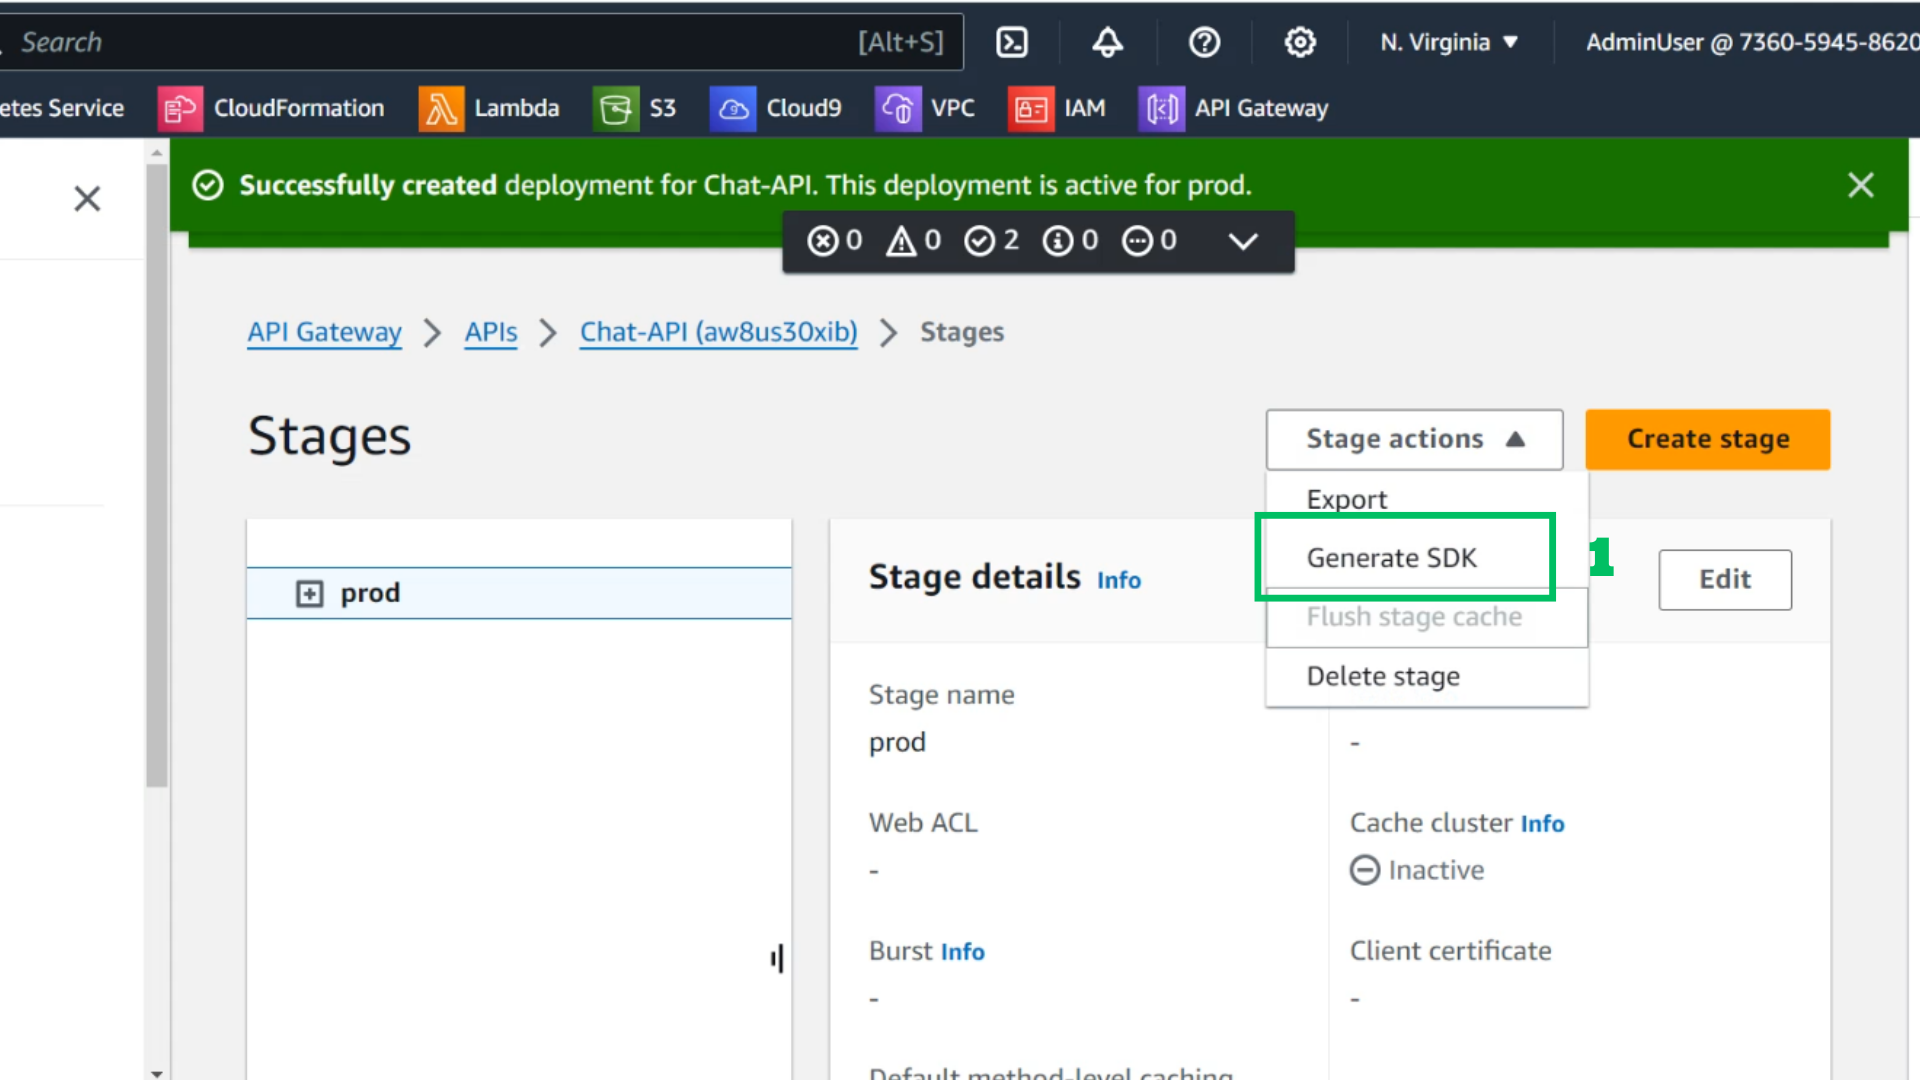 Search [Alt+S] N. Virginia ▼ AdminUser @ 7360-5945-8620
etes Service CloudFormation Lambda S3 Cloud9 VPC IAM API Gateway
Successfully created deployment for Chat-API. This deployment is active for prod.
0 0 2 0 0
API Gateway > APIs > Chat-API (aw8us30xib) > Stages
Stages
Stage actions ▲ Create stage
Export
Generate SDK
1
Flush stage cache
Delete stage
prod
Stage details Info
Edit
Stage name
prod
-
Web ACL
-
Cache cluster Info
Inactive
Burst Info
-
Client certificate
-
Default method-level caching